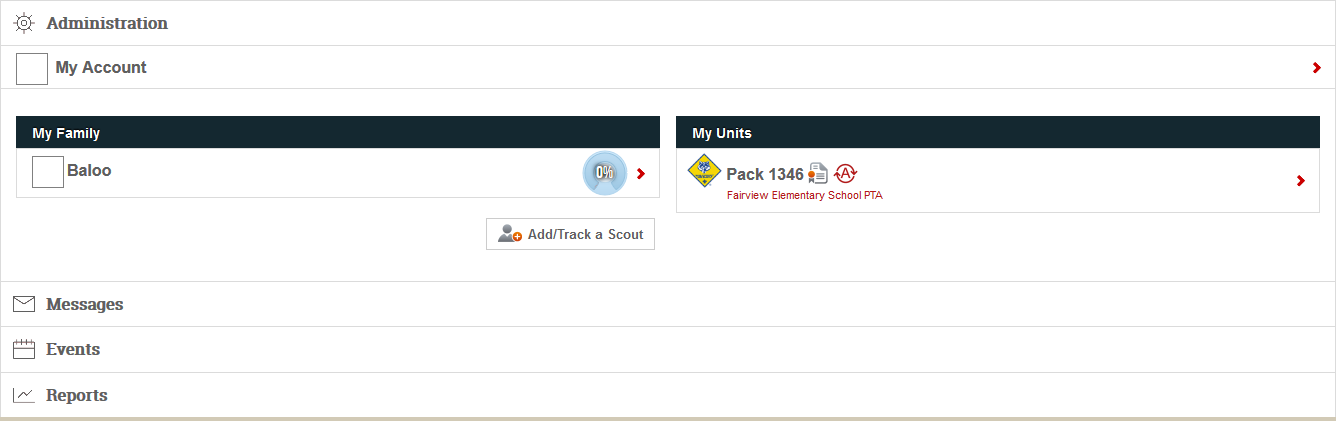 Administration
My Account
My Family
Baloo
0%
Add/Track a Scout
My Units
Pack 1346
A
Fairview Elementary School PTA
Messages
Events
Reports